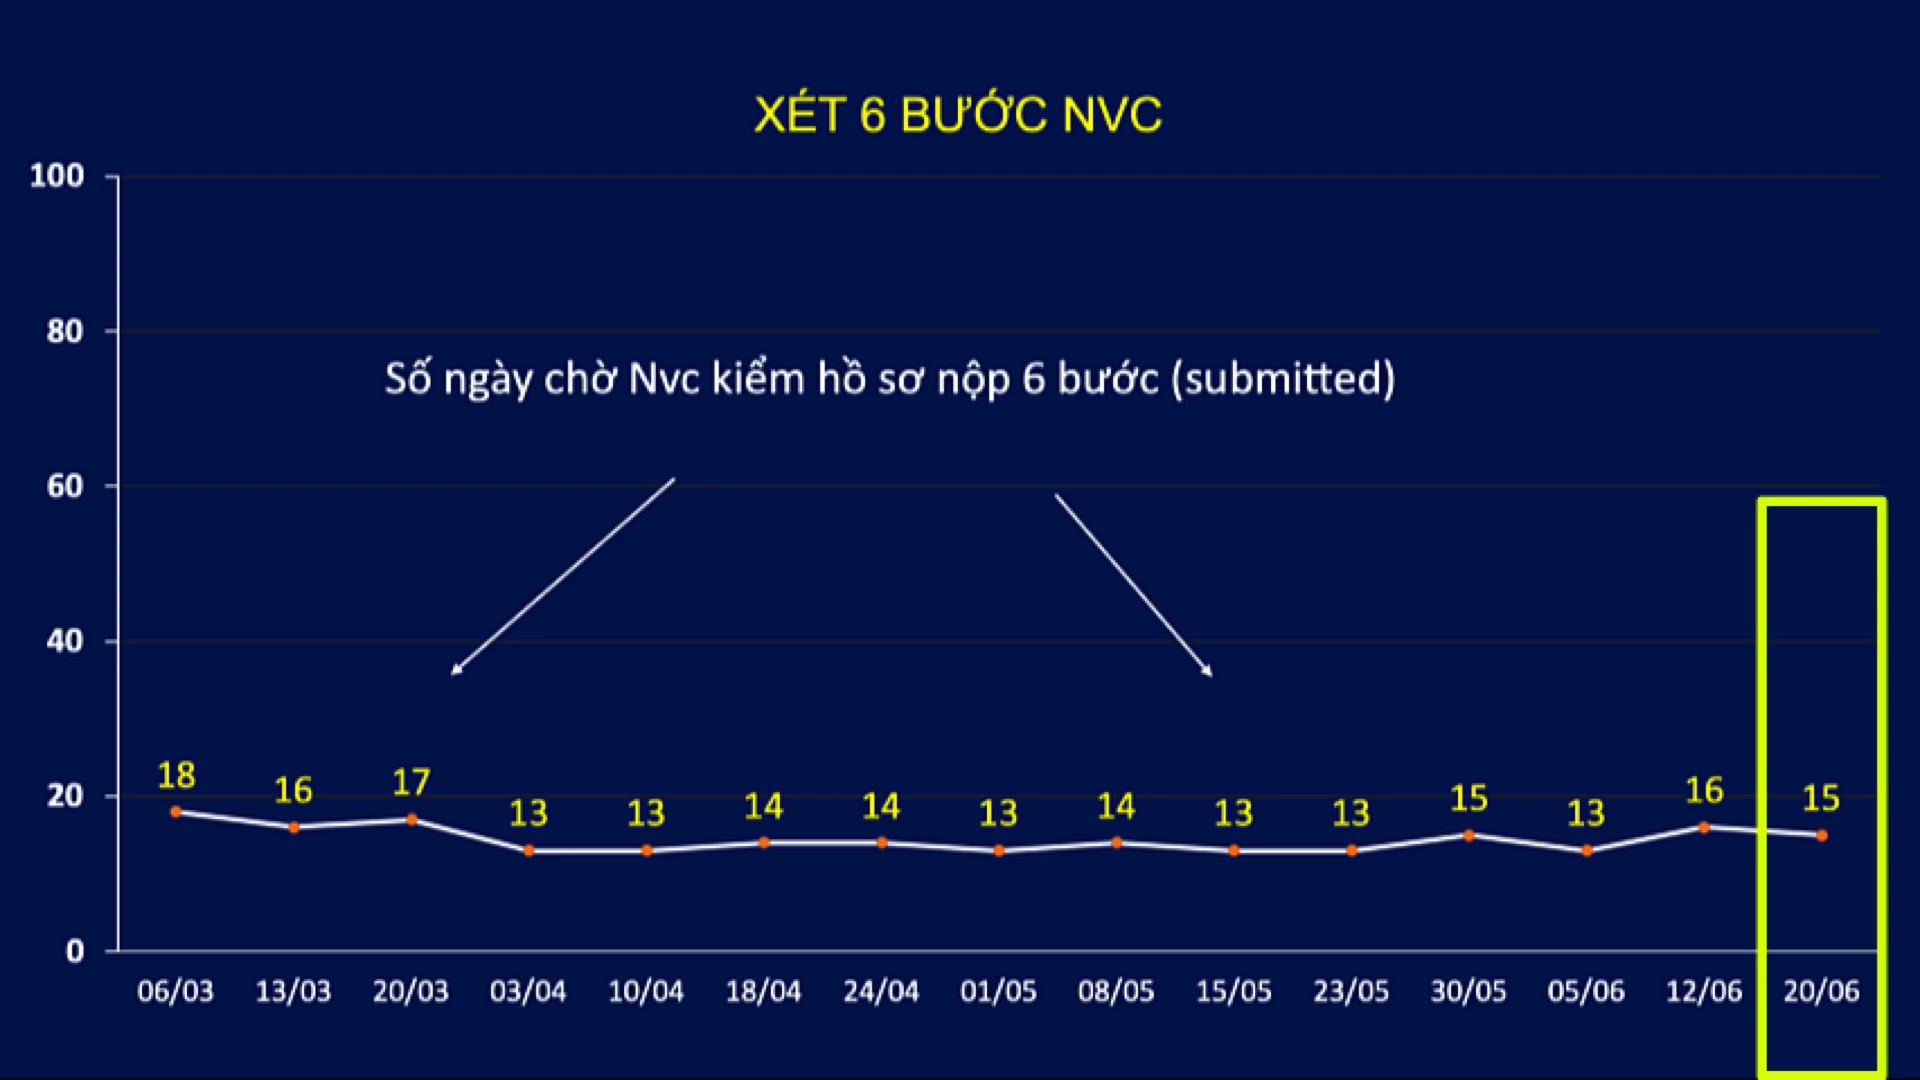 XÉT 6 BƯỚC NVC
100
80
Số ngày chờ Nvc kiểm hồ sơ nộp 6 bước (submitted)
60
40
18 16 17 13 13 14 14 13 14 13 13 15 13 16 15
20
0
06/03 13/03 20/03 03/04 10/04 18/04 24/04 01/05 08/05 15/05 23/05 30/05 05/06 12/06 20/06